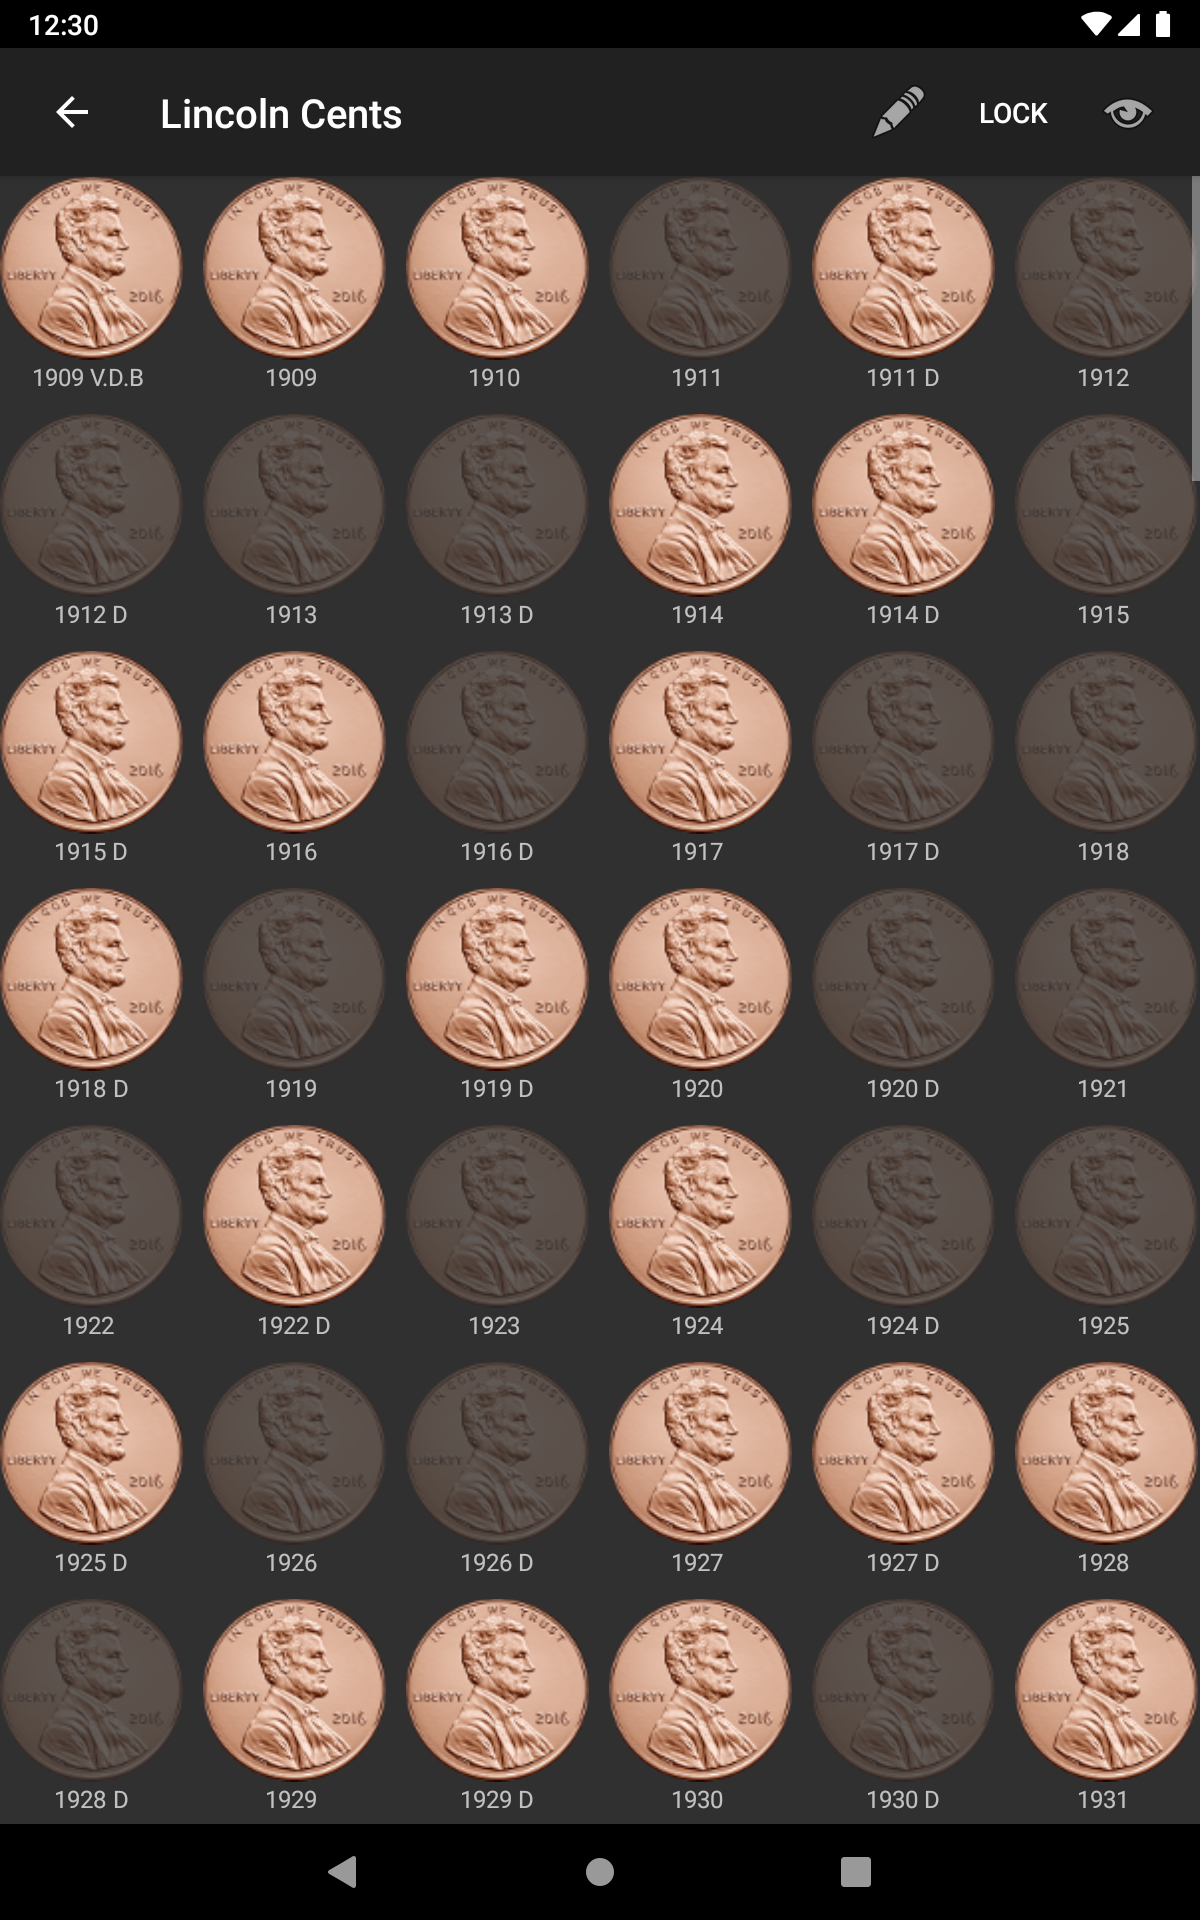 12:30
Lincoln Cents
LOCK
1909 V.D.B 1909 1910 1911 1911 D 1912
1912 D 1913 1913 D 1914 1914 D 1915
1915 D 1916 1916 D 1917 1917 D 1918
1918 D 1919 1919 D 1920 1920 D 1921
1922 1922 D 1923 1924 1924 D 1925
1925 D 1926 1926 D 1927 1927 D 1928
1928 D 1929 1929 D 1930 1930 D 1931